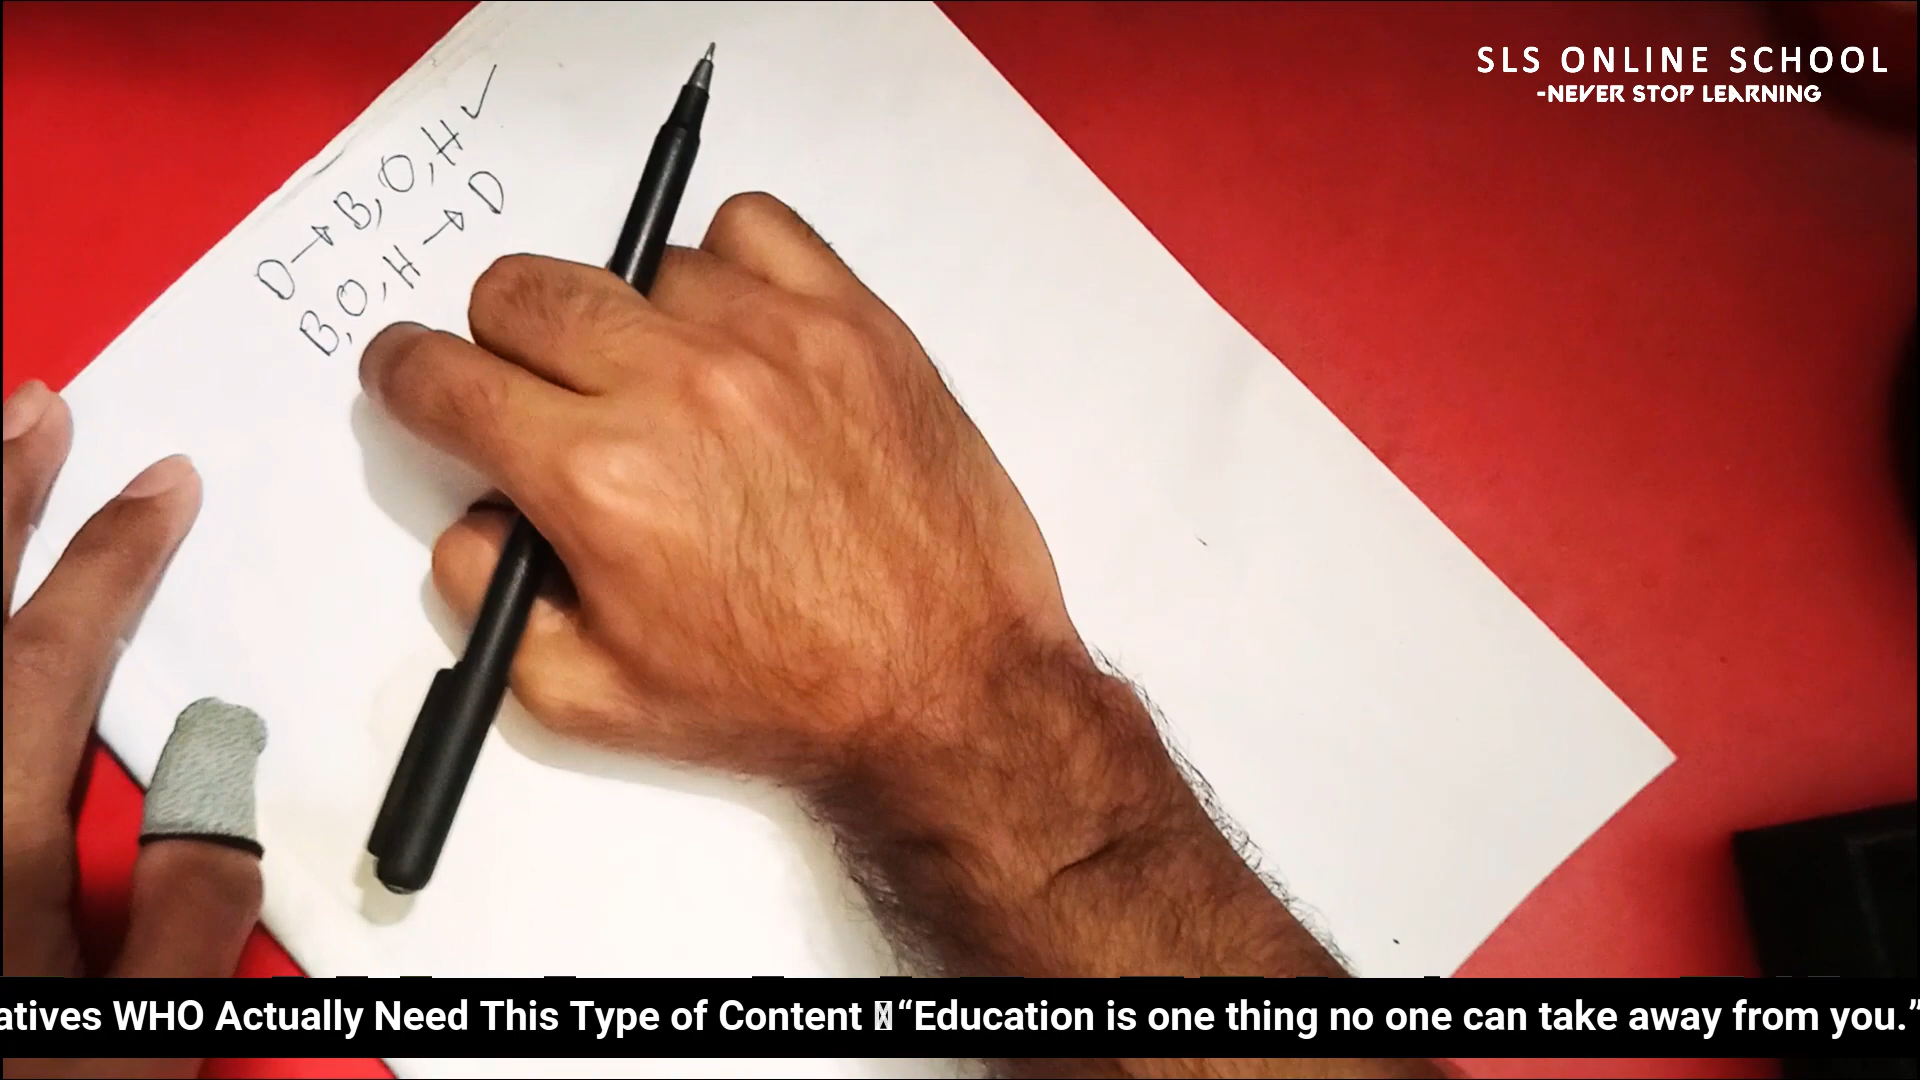 SLS ONLINE SCHOOL
-NEVER STOP LEARNING
D→B, O, H ✓
B, O, H → D
atives WHO Actually Need This Type of Content “Education is one thing no one can take away from you.”